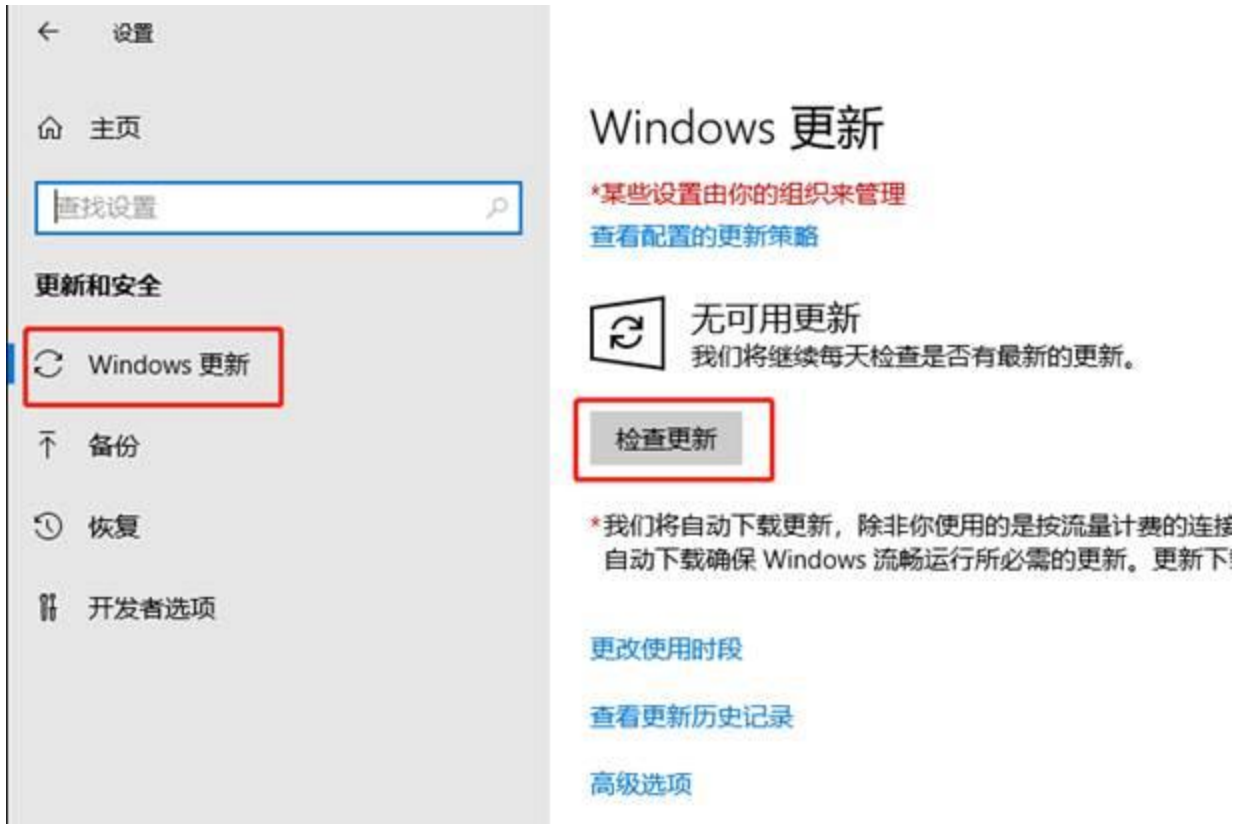 设置
主页
查找设置
更新和安全
Windows 更新
备份
恢复
开发者选项
Windows 更新
*某些设置由你的组织来管理
查看配置的更新策略
无可用更新
我们将继续每天检查是否有最新的更新。
检查更新
*我们将自动下载更新，除非你使用的是按流量计费的连接
自动下载确保 Windows 流畅运行所必需的更新。更新下
更改使用时段
查看更新历史记录
高级选项